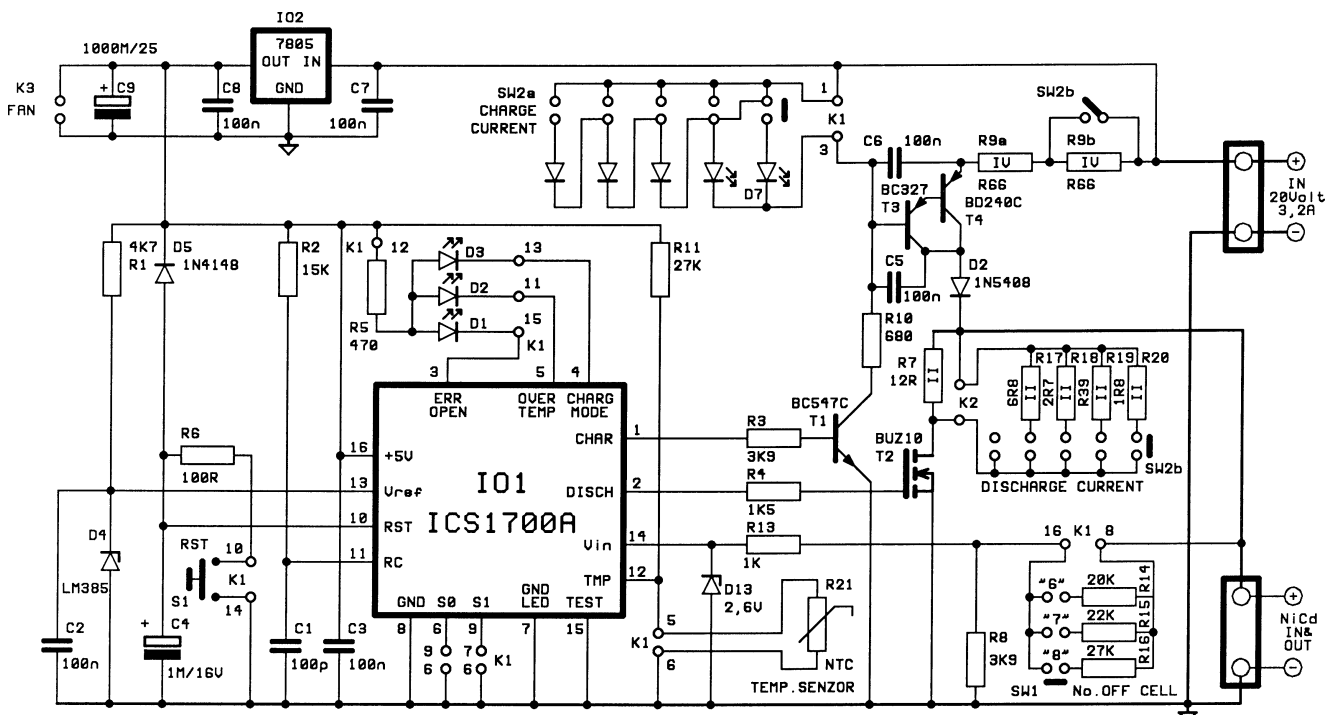 IO2
1000M/25
7805
OUT IN
GND
K3
FAN
+
C9
C8
100n
C7
100n
SW2a
CHARGE
CURRENT
D7
1
K1
3
C6
100n
R9a
IV
R66
SW2b
R9b
IV
R66
BC327
T3
BD240C
T4
+
IN
20Volt
3,2A
-
4K7
R1
D5
1N4148
R2
15K
K1
12
R5
470
D3
13
D2
11
D1
15
K1
R11
27K
C5
100n
D2
1N5408
R10
680
R7
12R
II
K2
R17
6R8
II
R18
2R7
II
R19
R39
II
R20
1R8
II
SW2b
DISCHARGE CURRENT
3
5
4
ERR
OPEN
OVER
TEMP
CHARG
MODE
CHAR
1
R3
3K9
BC547C
T1
BUZ10
T2
R6
100R
16
+5V
13
Vref
10
RST
11
RC
IO1
ICS1700A
DISCH
2
R4
1K5
Vin
14
R13
1K
TMP
12
D4
LM385
RST
10
K1
14
S1
GND
S0
S1
GND
LED
TEST
8
6
9
7
15
9
6
7
6
K1
C2
100n
+
C4
1M/16V
C1
100p
C3
100n
5
K1
6
D13
2,6V
R21
NTC
TEMP.SENZOR
R8
3K9
16
K1
8
"6"
20K
R14
"7"
22K
R15
"8"
27K
R16
SW1
No.OFF CELL
+
NiCd
IN&
OUT
-